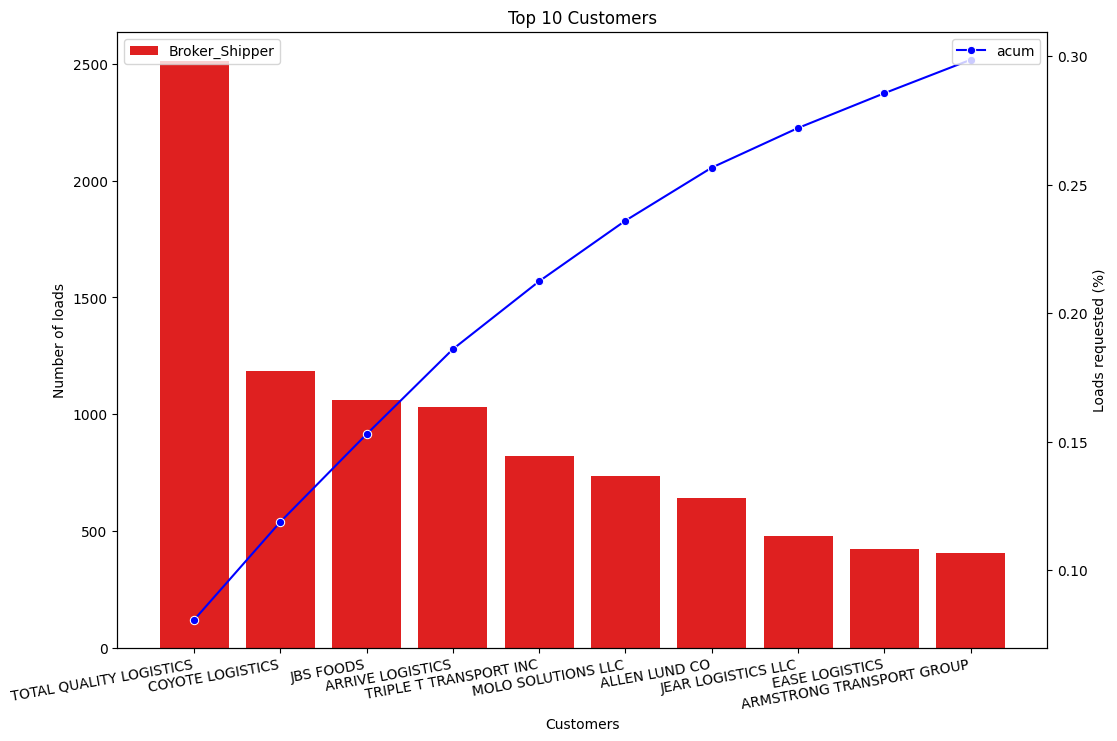 Top 10 Customers
Broker_Shipper
acum
2500
2000
1500
1000
500
0
Number of loads
0.30
0.25
0.20
0.15
0.10
Loads requested (%)
TOTAL QUALITY LOGISTICS
COYOTE LOGISTICS
JBS FOODS
ARRIVE LOGISTICS
TRIPLE T TRANSPORT INC
MOLO SOLUTIONS LLC
ALLEN LUND CO
JEAR LOGISTICS LLC
EASE LOGISTICS
ARMSTRONG TRANSPORT GROUP
Customers